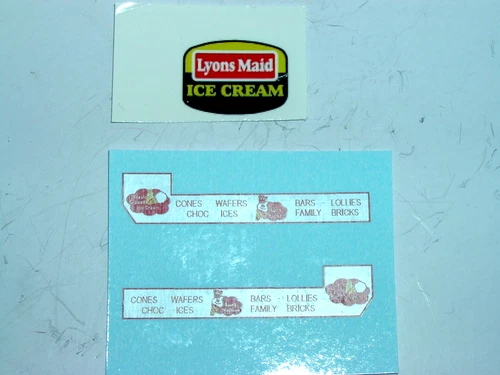 Lyons Maid
ICE CREAM
CONES WAFERS BARS - LOLLIES
CHOC ICES FAMILY BRICKS
CONES WAFERS BARS - LOLLIES
CHOC ICES FAMILY BRICKS